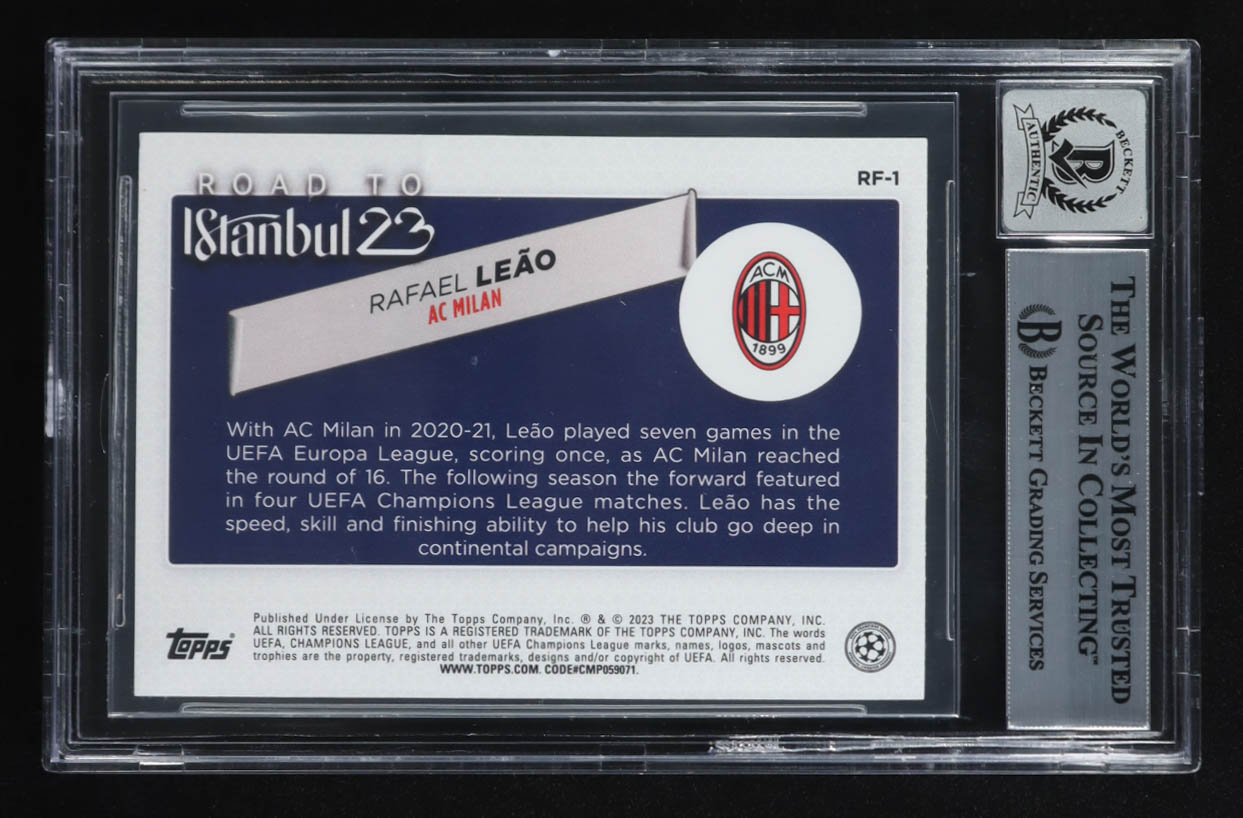 ROAD TO
Istanbul 23
RF-1
RAFAEL LEÃO
AC MILAN
ACM
1899
With AC Milan in 2020-21, Leão played seven games in the
UEFA Europa League, scoring once, as AC Milan reached
the round of 16. The following season the forward featured
in four UEFA Champions League matches. Leão has the
speed, skill and finishing ability to help his club go deep in
continental campaigns.
topps®
Published Under License by The Topps Company, Inc. ® & © 2023 THE TOPPS COMPANY, INC.
ALL RIGHTS RESERVED. TOPPS IS A REGISTERED TRADEMARK OF THE TOPPS COMPANY, INC. The words
UEFA, CHAMPIONS LEAGUE, and all other UEFA Champions League marks, names, logos, mascots and
trophies are the property, registered trademarks, designs and/or copyright of UEFA. All rights reserved.
WWW.TOPPS.COM. CODE#CMP059071.
BECKETT
B
AUTHENTIC
THE WORLD'S MOST TRUSTED
SOURCE IN COLLECTING™
B BECKETT GRADING SERVICES